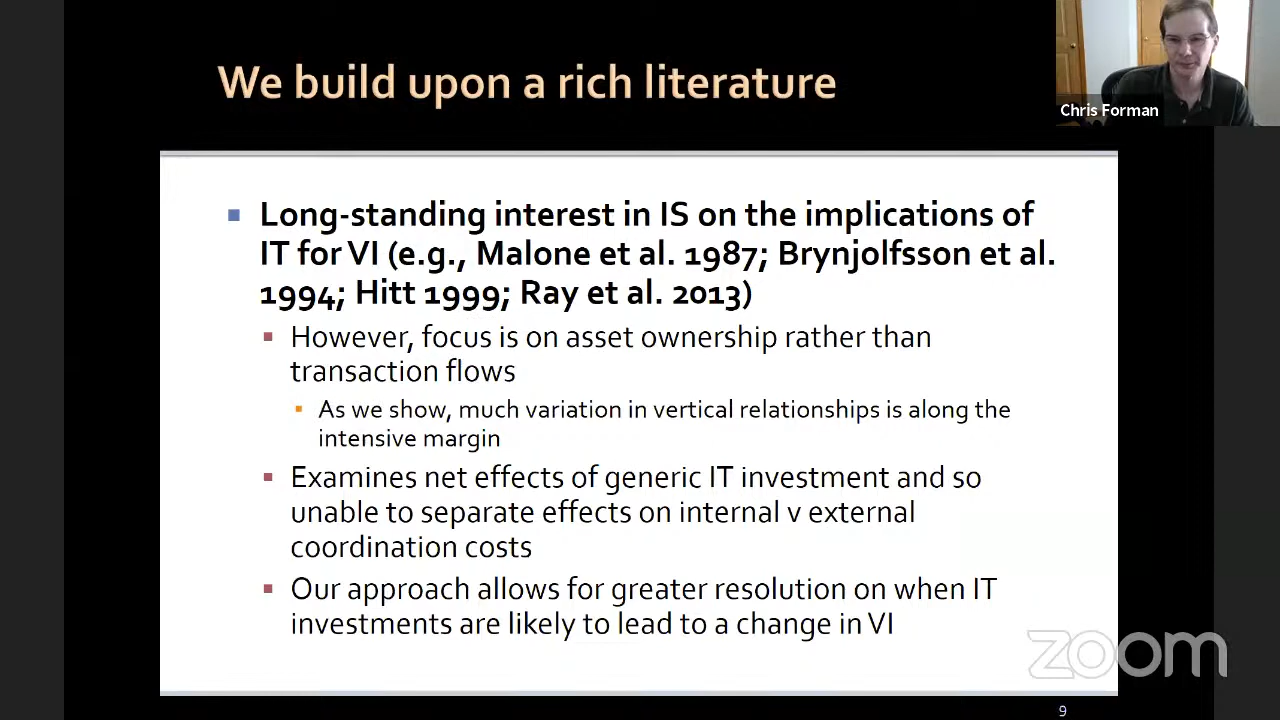 We build upon a rich literature
Chris Forman
Long-standing interest in IS on the implications of
IT for VI (e.g., Malone et al. 1987; Brynjolfsson et al.
1994; Hitt 1999; Ray et al. 2013)
However, focus is on asset ownership rather than
transaction flows
As we show, much variation in vertical relationships is along the
intensive margin
Examines net effects of generic IT investment and so
unable to separate effects on internal v external
coordination costs
Our approach allows for greater resolution on when IT
investments are likely to lead to a change in VI
zoom
9